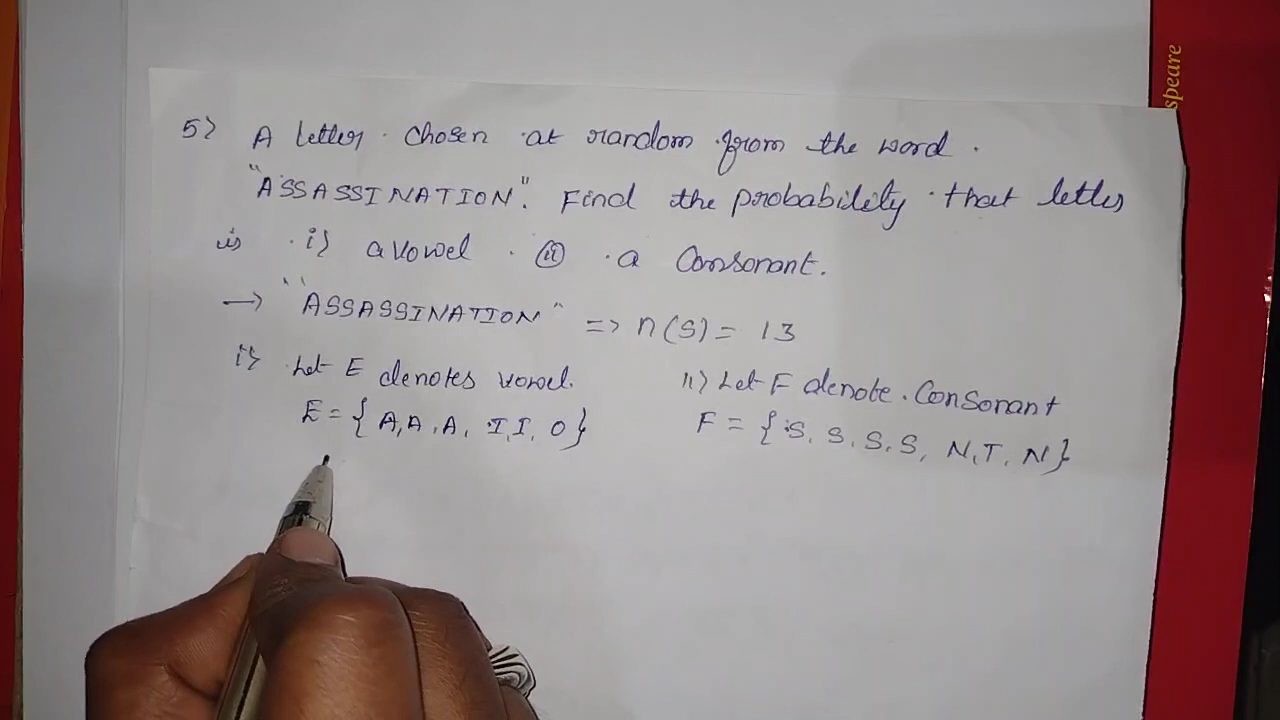 speare
5) A letter chosen at random from the word
"ASSASSINATION". Find the probability that letter
is i) a vowel (ii) a consonant.
→ "ASSASSINATION" => n(S) = 13
i) Let E denotes vowel.
E = { A, A, A, I, I, O}
ii) Let F denote consonant
F = { S, S, S, S, N, T, N}